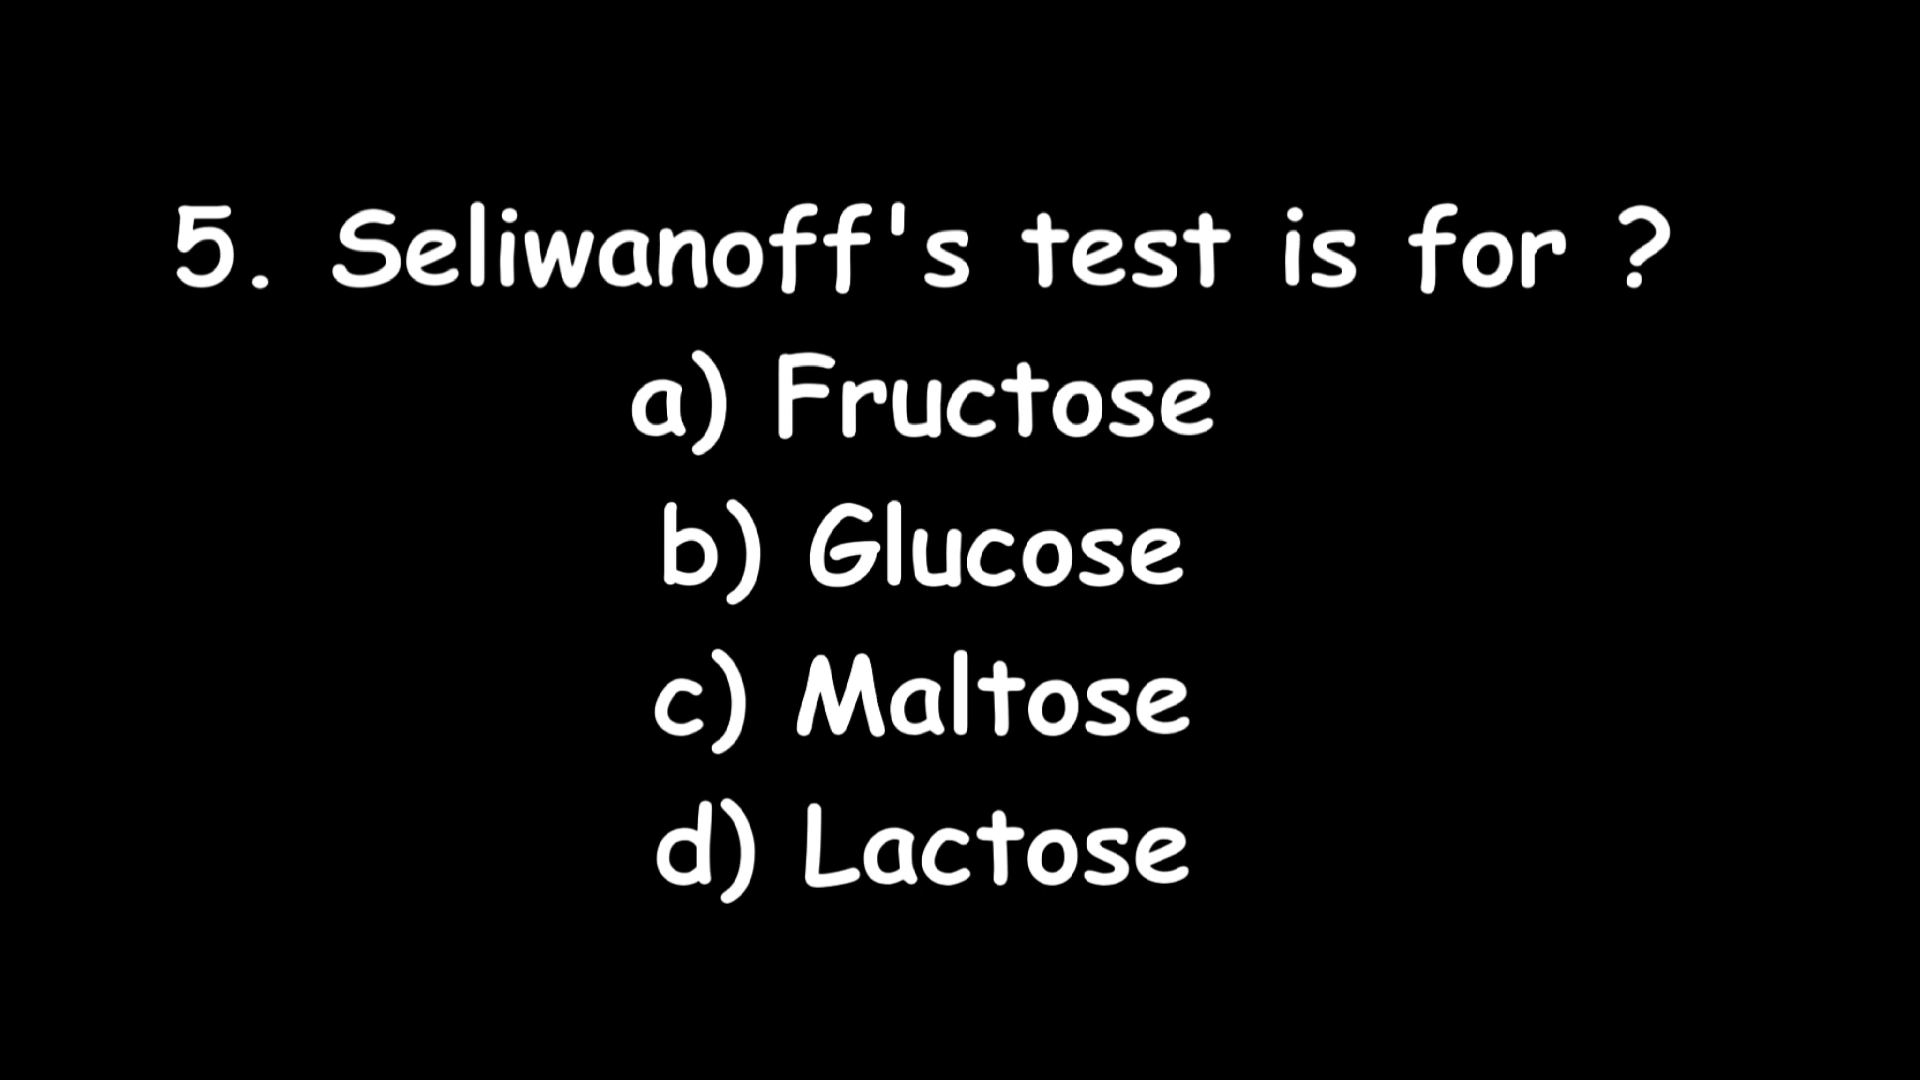 5. Seliwanoff's test is for ?
a) Fructose
b) Glucose
c) Maltose
d) Lactose